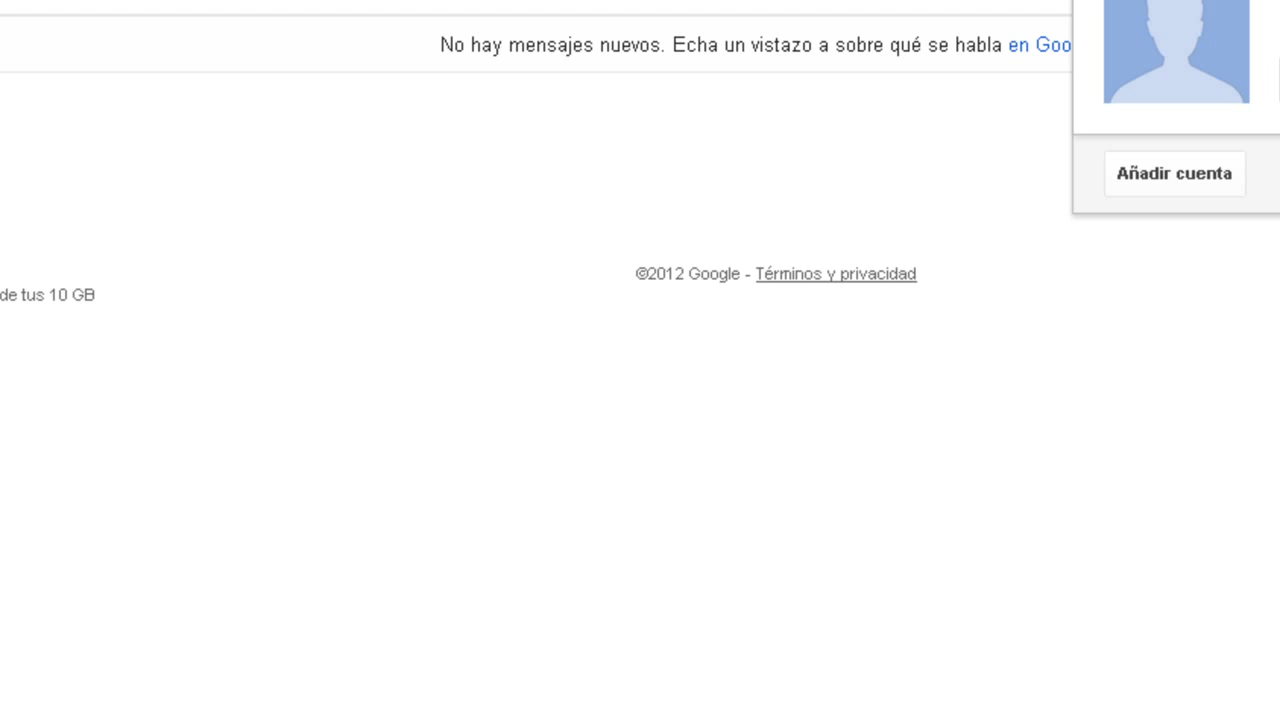 No hay mensajes nuevos. Echa un vistazo a sobre qué se habla en Goo
Añadir cuenta
©2012 Google - Términos y privacidad
de tus 10 GB